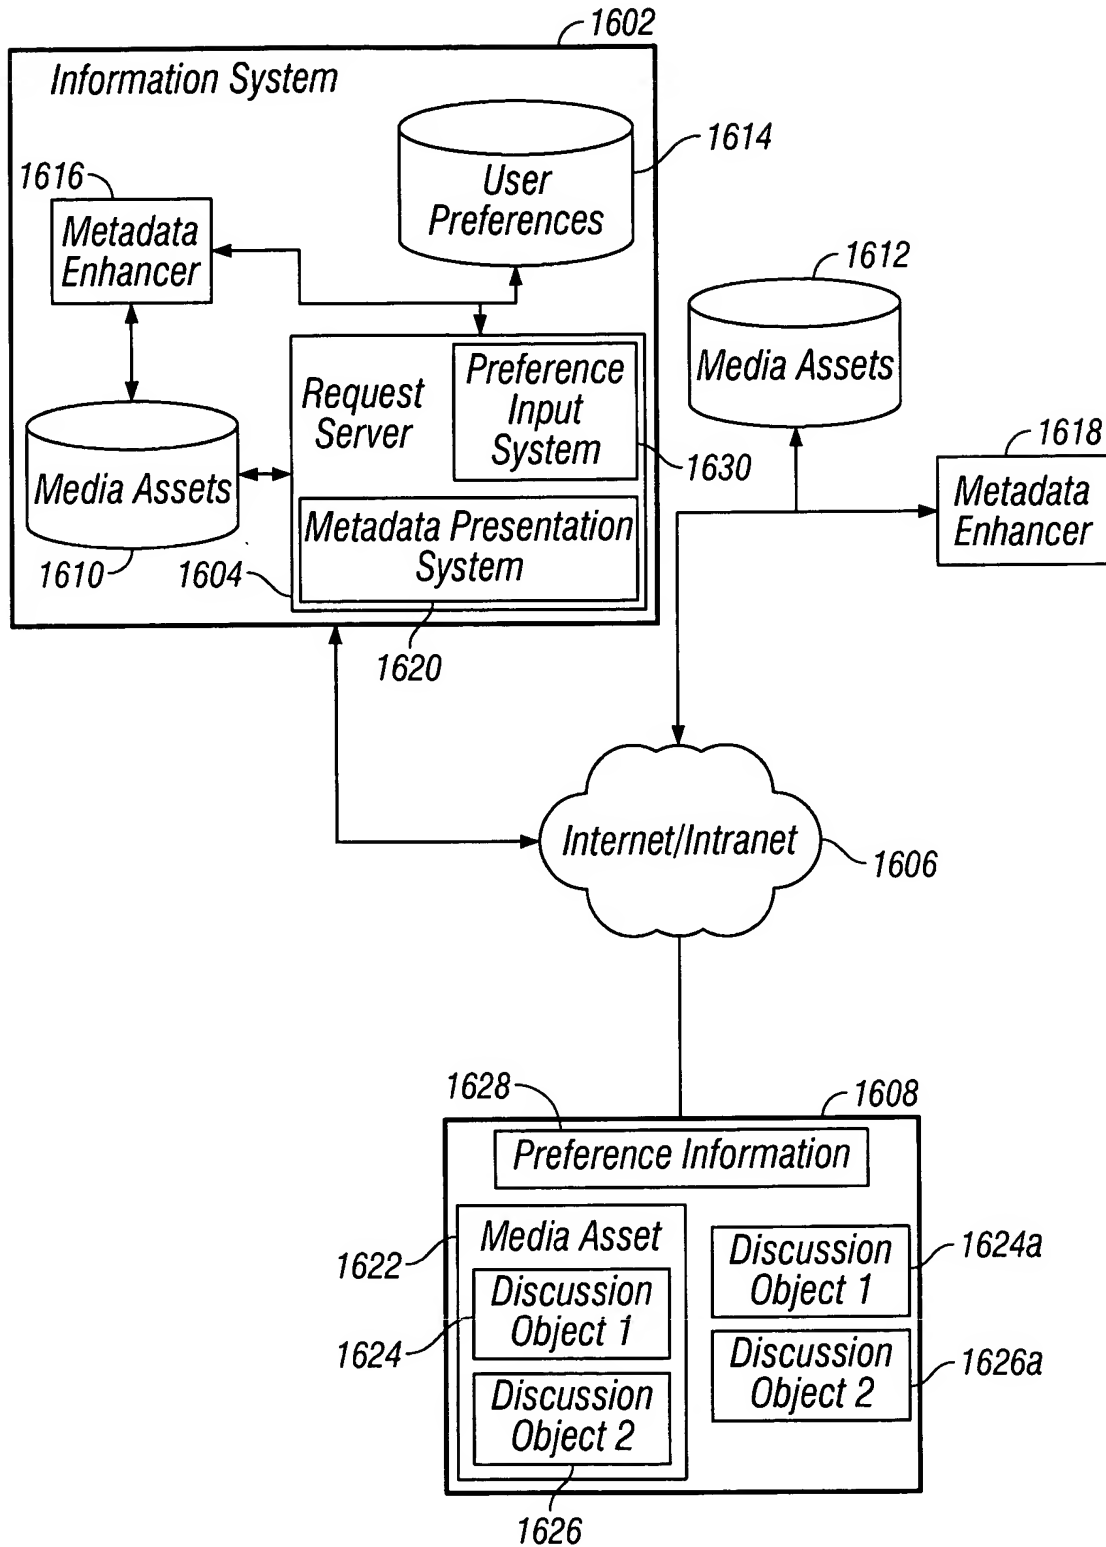 1602
Information System
1614
User
Preferences
1616
Metadata
Enhancer
1612
Media Assets
Request
Server
Preference
Input
System
1630
1618
Metadata
Enhancer
Media Assets
Metadata Presentation
System
1610
1604
1620
Internet/Intranet
1606
1628
1608
Preference Information
1622
Media Asset
Discussion
Object 1
1624
Discussion
Object 2
1626
Discussion
Object 1
1624a
Discussion
Object 2
1626a